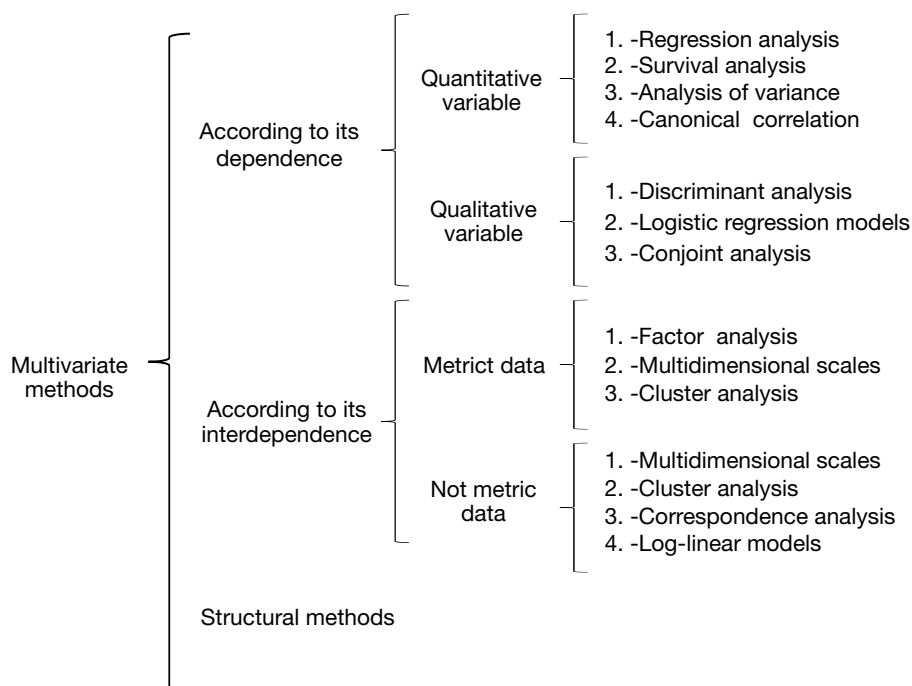 Multivariate
methods
According to its
dependence
Quantitative
variable
1. -Regression analysis
2. -Survival analysis
3. -Analysis of variance
4. -Canonical correlation
Qualitative
variable
1. -Discriminant analysis
2. -Logistic regression models
3. -Conjoint analysis
According to its
interdependence
Metrict data
1. -Factor analysis
2. -Multidimensional scales
3. -Cluster analysis
Not metric
data
1. -Multidimensional scales
2. -Cluster analysis
3. -Correspondence analysis
4. -Log-linear models
Structural methods